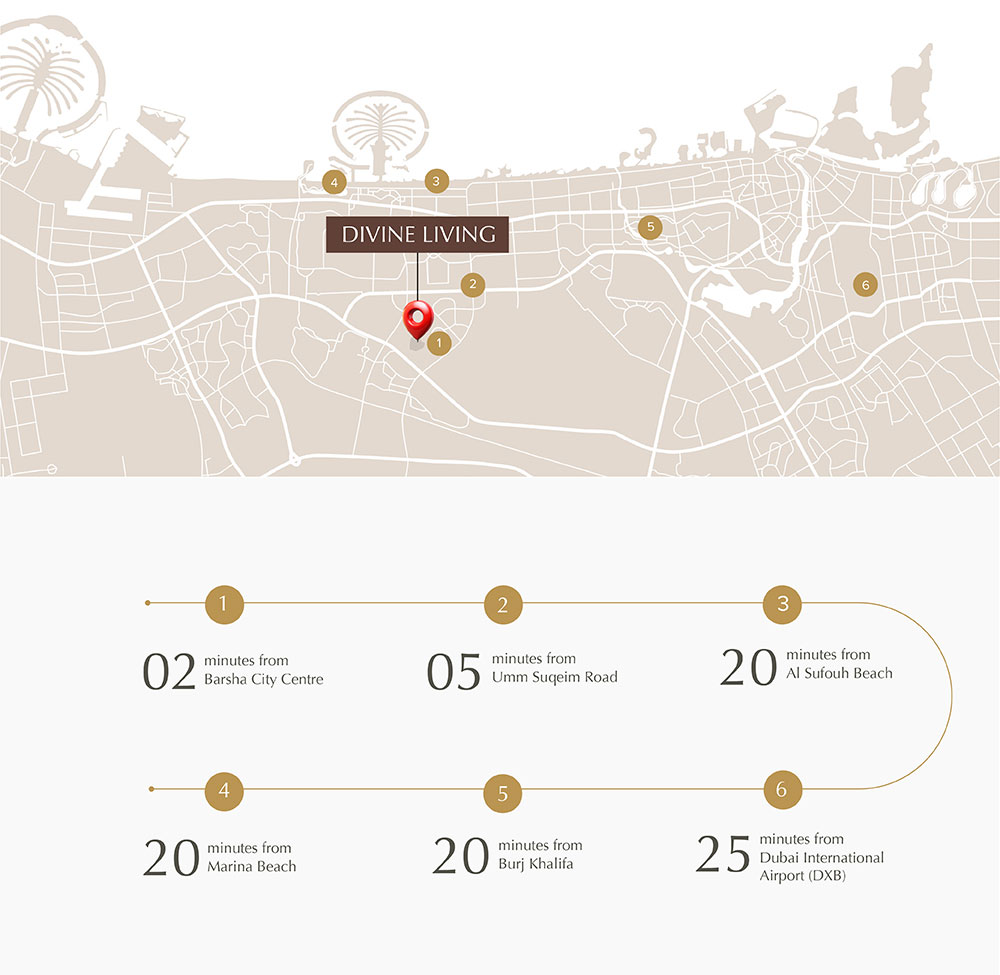 4
3
DIVINE LIVING
5
2
6
1
1
2
3
02 minutes from
Barsha City Centre
05 minutes from
Umm Suqeim Road
20 minutes from
Al Sufouh Beach
4
5
6
20 minutes from
Marina Beach
20 minutes from
Burj Khalifa
25 minutes from
Dubai International
Airport (DXB)